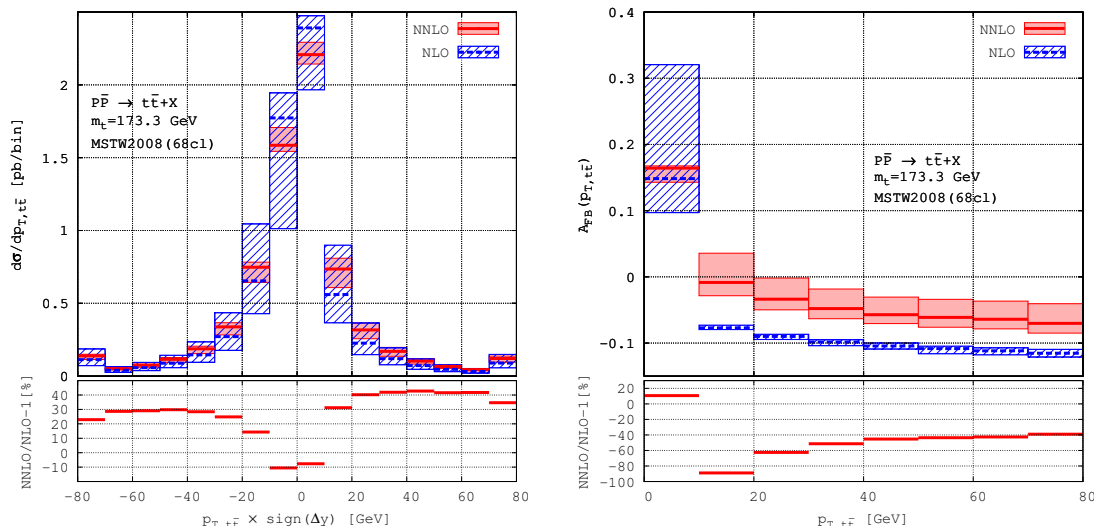 NNLO
NLO
PP̄ → tt̄+X
m_t=173.3 GeV
MSTW2008(68cl)
dσ/dp_T,tt̄ [pb/bin]
2
1.5
1
0.5
0
NNLO/NLO-1[%]
40
30
20
10
0
-10
-80
-60
-40
-20
0
20
40
60
80
p_T,tt̄ × sign(Δy) [GeV]
NNLO
NLO
PP̄ → tt̄+X
m_t=173.3 GeV
MSTW2008(68cl)
A_FB(p_T,tt̄)
0.4
0.3
0.2
0.1
0
-0.1
NNLO/NLO-1[%]
20
0
-20
-40
-60
-80
-100
0
20
40
60
80
p_T,tt̄ [GeV]